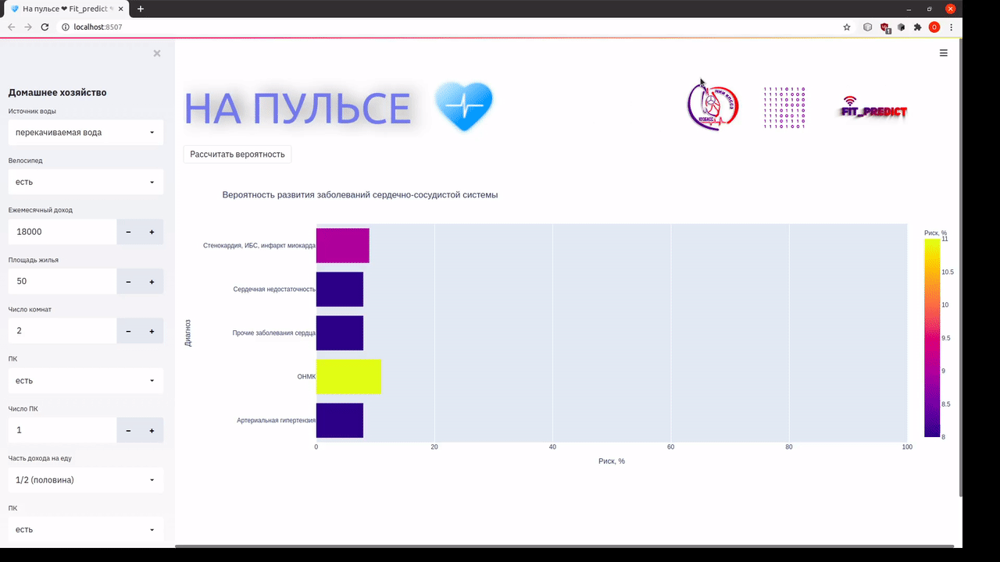 На пульсе ❤ Fit_predict
localhost:8507
1
O
Домашнее хозяйство
Источник воды
перекачиваемая вода
Велосипед
есть
Ежемесячный доход
18000
Площадь жилья
50
Число комнат
2
ПК
есть
Число ПК
1
Часть дохода на еду
1/2 (половина)
ПК
есть
НА ПУЛЬСЕ
НИИ КПССЗ
КУЗБАСС
FIT_PREDICT
Рассчитать вероятность
Вероятность развития заболеваний сердечно-сосудистой системы
Диагноз
Стенокардия, ИБС, инфаркт миокарда
Сердечная недостаточность
Прочие заболевания сердца
ОНМК
Артериальная гипертензия
0 20 40 60 80 100
Риск, %
Риск, %
11
10.5
10
9.5
9
8.5
8